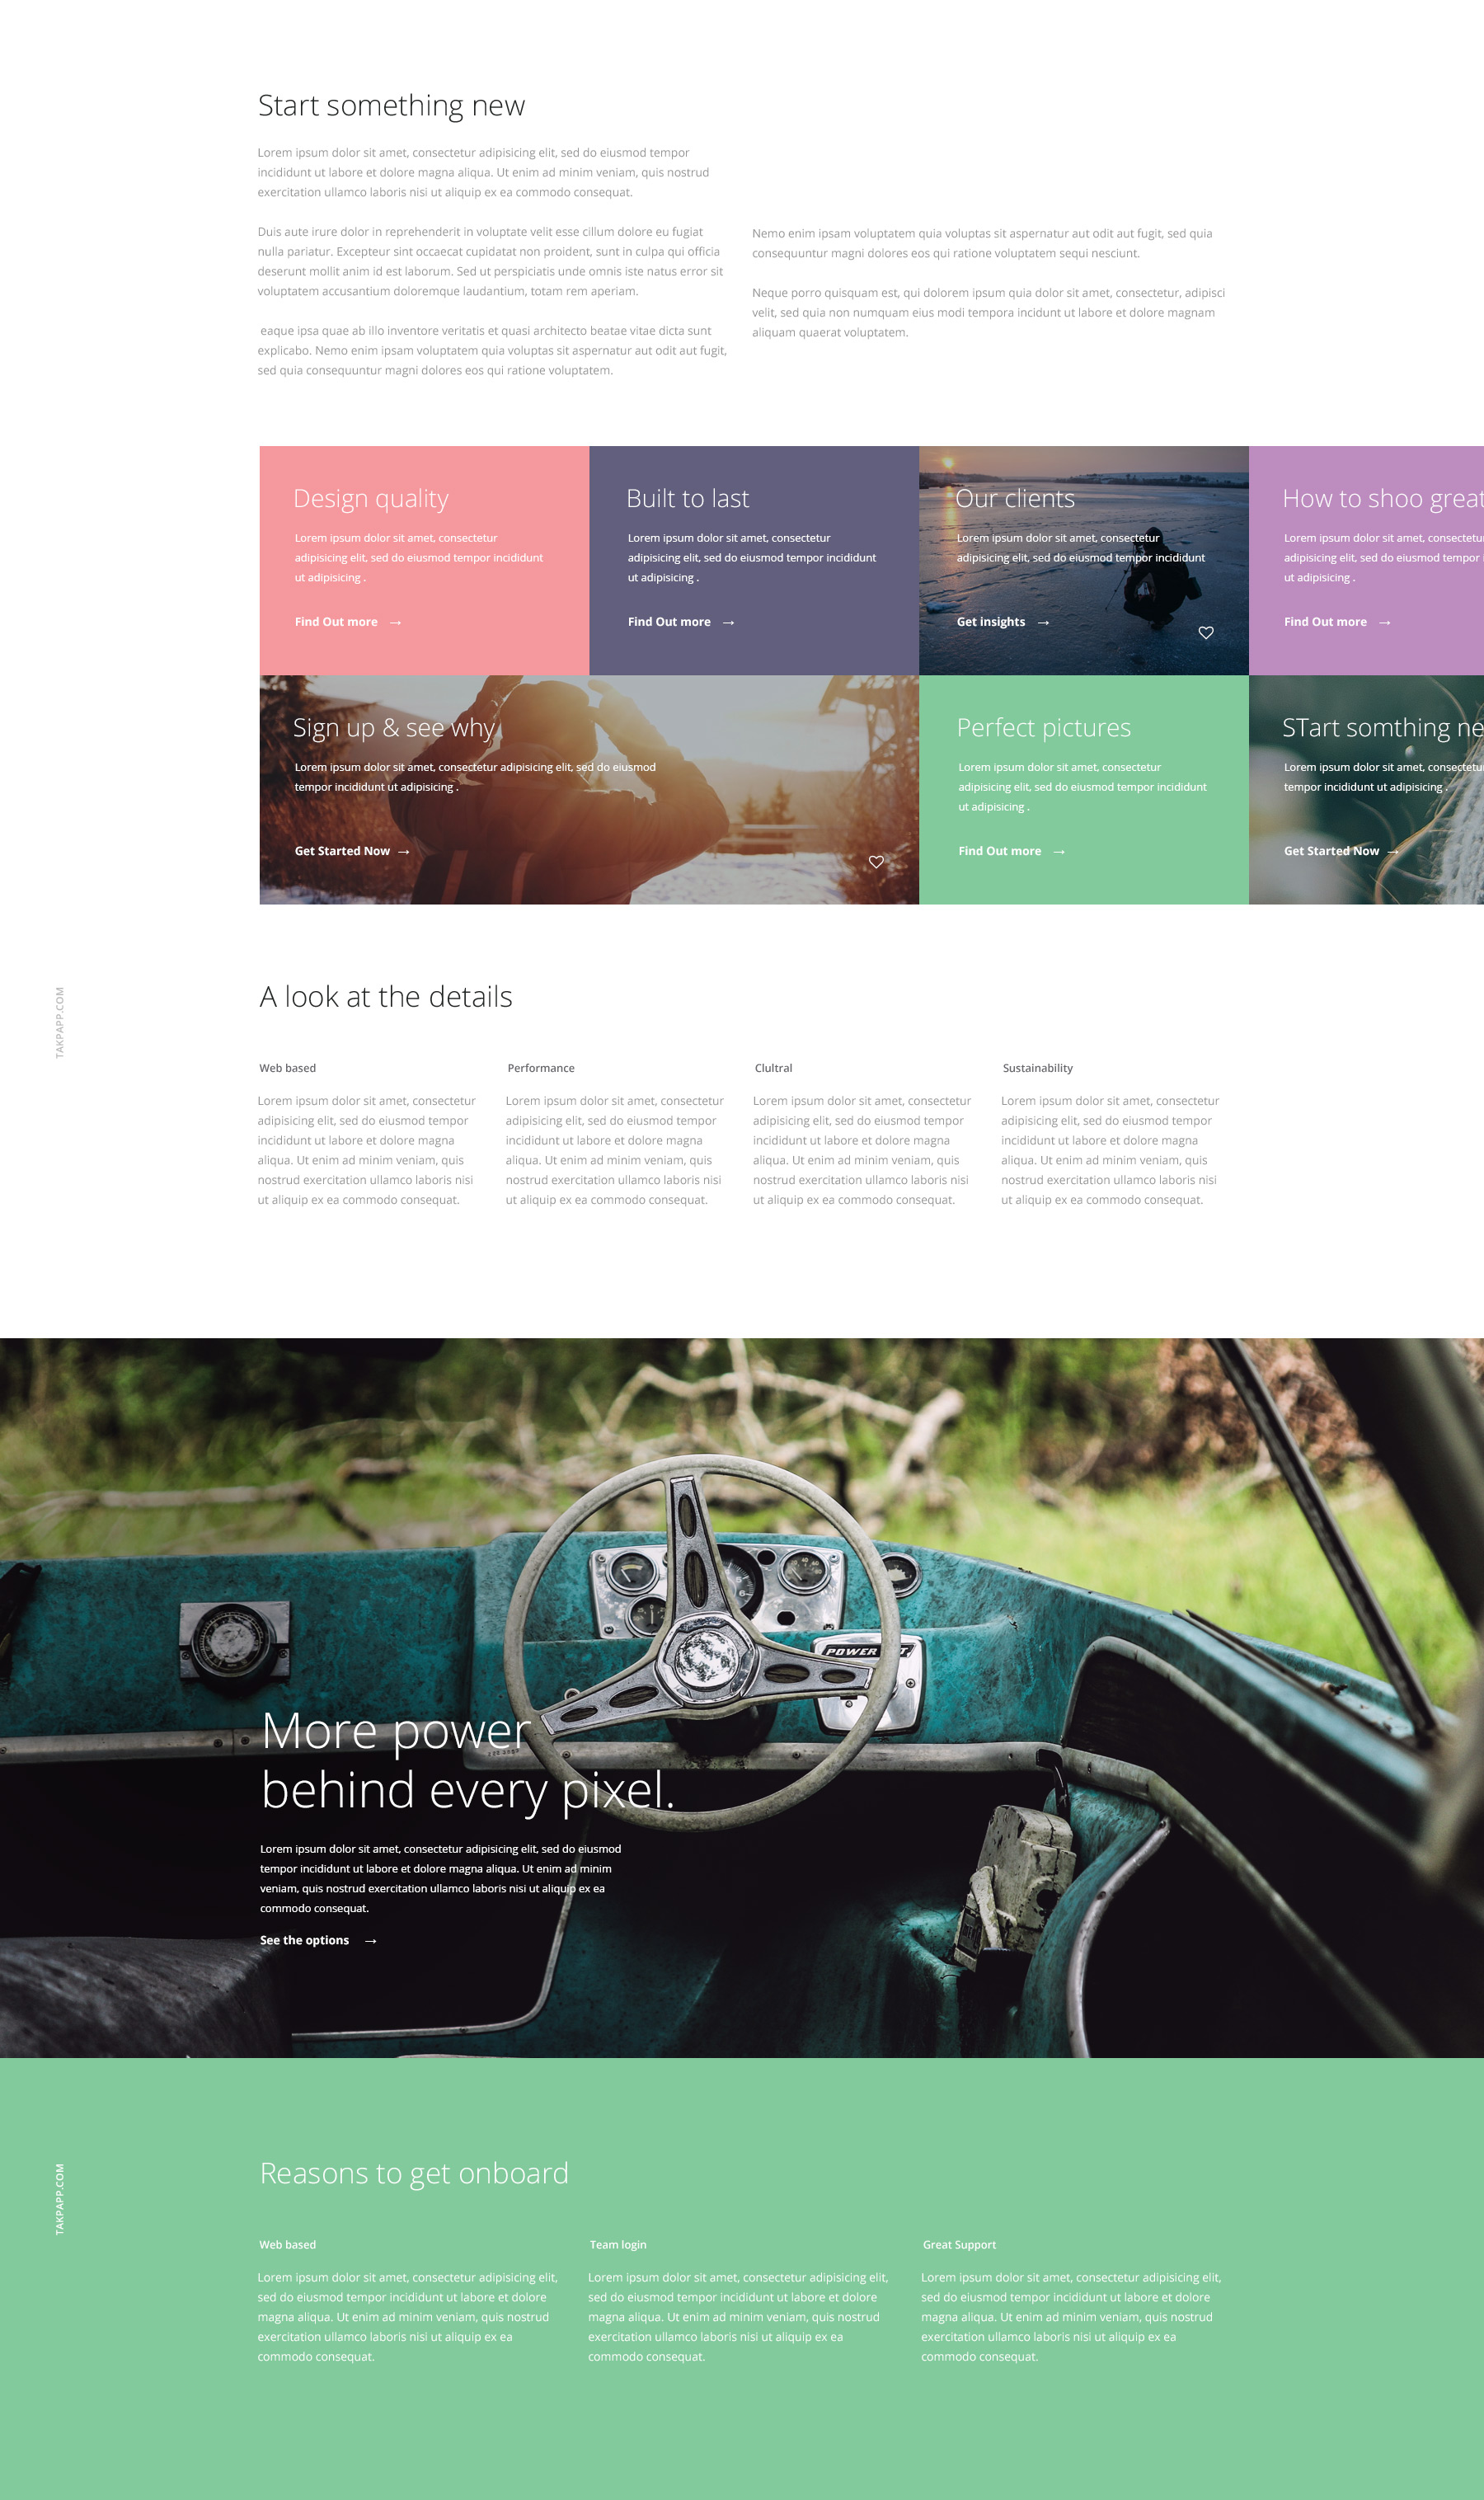 Start something new
Lorem ipsum dolor sit amet, consectetur adipisicing elit, sed do eiusmod tempor
incididunt ut labore et dolore magna aliqua. Ut enim ad minim veniam, quis nostrud
exercitation ullamco laboris nisi ut aliquip ex ea commodo consequat.
Duis aute irure dolor in reprehenderit in voluptate velit esse cillum dolore eu fugiat
nulla pariatur. Excepteur sint occaecat cupidatat non proident, sunt in culpa qui officia
deserunt mollit anim id est laborum. Sed ut perspiciatis unde omnis iste natus error sit
voluptatem accusantium doloremque laudantium, totam rem aperiam.
eaque ipsa quae ab illo inventore veritatis et quasi architecto beatae vitae dicta sunt
explicabo. Nemo enim ipsam voluptatem quia voluptas sit aspernatur aut odit aut fugit,
sed quia consequuntur magni dolores eos qui ratione voluptatem.
Nemo enim ipsam voluptatem quia voluptas sit aspernatur aut odit aut fugit, sed quia
consequuntur magni dolores eos qui ratione voluptatem sequi nesciunt.
Neque porro quisquam est, qui dolorem ipsum quia dolor sit amet, consectetur, adipisci
velit, sed quia non numquam eius modi tempora incidunt ut labore et dolore magnam
aliquam quaerat voluptatem.
Design quality
Lorem ipsum dolor sit amet, consectetur
adipisicing elit, sed do eiusmod tempor incididunt
ut adipisicing .
Find Out more →
Built to last
Lorem ipsum dolor sit amet, consectetur
adipisicing elit, sed do eiusmod tempor incididunt
ut adipisicing .
Find Out more →
Our clients
Lorem ipsum dolor sit amet, consectetur
adipisicing elit, sed do eiusmod tempor incididunt
Get insights →
How to shoo great
Lorem ipsum dolor sit amet, consectetu
adipisicing elit, sed do eiusmod tempor
ut adipisicing .
Find Out more →
Sign up & see why
Lorem ipsum dolor sit amet, consectetur adipisicing elit, sed do eiusmod
tempor incididunt ut adipisicing .
Get Started Now →
Perfect pictures
Lorem ipsum dolor sit amet, consectetur
adipisicing elit, sed do eiusmod tempor incididunt
ut adipisicing .
Find Out more →
STart somthing ne
Lorem ipsum dolor sit amet, consectetu
tempor incididunt ut adipisicing .
Get Started Now →
TAKPAPP.COM
A look at the details
Web based
Lorem ipsum dolor sit amet, consectetur
adipisicing elit, sed do eiusmod tempor
incididunt ut labore et dolore magna
aliqua. Ut enim ad minim veniam, quis
nostrud exercitation ullamco laboris nisi
ut aliquip ex ea commodo consequat.
Performance
Lorem ipsum dolor sit amet, consectetur
adipisicing elit, sed do eiusmod tempor
incididunt ut labore et dolore magna
aliqua. Ut enim ad minim veniam, quis
nostrud exercitation ullamco laboris nisi
ut aliquip ex ea commodo consequat.
Clultral
Lorem ipsum dolor sit amet, consectetur
adipisicing elit, sed do eiusmod tempor
incididunt ut labore et dolore magna
aliqua. Ut enim ad minim veniam, quis
nostrud exercitation ullamco laboris nisi
ut aliquip ex ea commodo consequat.
Sustainability
Lorem ipsum dolor sit amet, consectetur
adipisicing elit, sed do eiusmod tempor
incididunt ut labore et dolore magna
aliqua. Ut enim ad minim veniam, quis
nostrud exercitation ullamco laboris nisi
ut aliquip ex ea commodo consequat.
POWER
More power
behind every pixel.
Lorem ipsum dolor sit amet, consectetur adipisicing elit, sed do eiusmod
tempor incididunt ut labore et dolore magna aliqua. Ut enim ad minim
veniam, quis nostrud exercitation ullamco laboris nisi ut aliquip ex ea
commodo consequat.
See the options →
TAKPAPP.COM
Reasons to get onboard
Web based
Lorem ipsum dolor sit amet, consectetur adipisicing elit,
sed do eiusmod tempor incididunt ut labore et dolore
magna aliqua. Ut enim ad minim veniam, quis nostrud
exercitation ullamco laboris nisi ut aliquip ex ea
commodo consequat.
Team login
Lorem ipsum dolor sit amet, consectetur adipisicing elit,
sed do eiusmod tempor incididunt ut labore et dolore
magna aliqua. Ut enim ad minim veniam, quis nostrud
exercitation ullamco laboris nisi ut aliquip ex ea
commodo consequat.
Great Support
Lorem ipsum dolor sit amet, consectetur adipisicing elit,
sed do eiusmod tempor incididunt ut labore et dolore
magna aliqua. Ut enim ad minim veniam, quis nostrud
exercitation ullamco laboris nisi ut aliquip ex ea
commodo consequat.